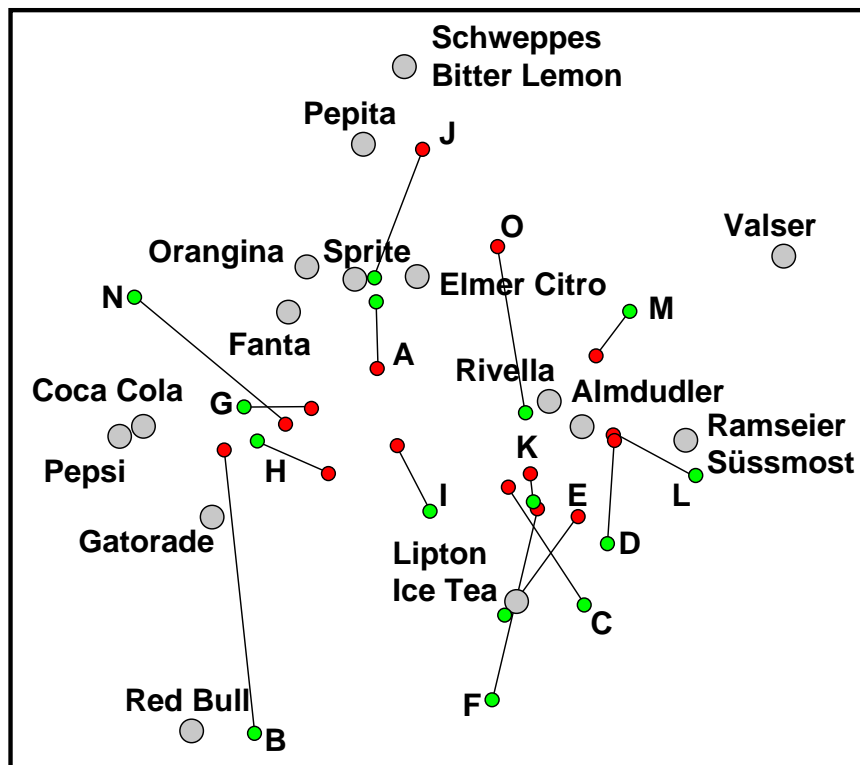 Schweppes
Bitter Lemon
Pepita
J
O
Valser
Orangina
Sprite
Elmer Citro
N
M
Fanta
A
Rivella
Almdudler
Coca Cola
G
Ramseier
Süssmost
Pepsi
H
K
L
I
E
Gatorade
D
Lipton
Ice Tea
C
Red Bull
F
B